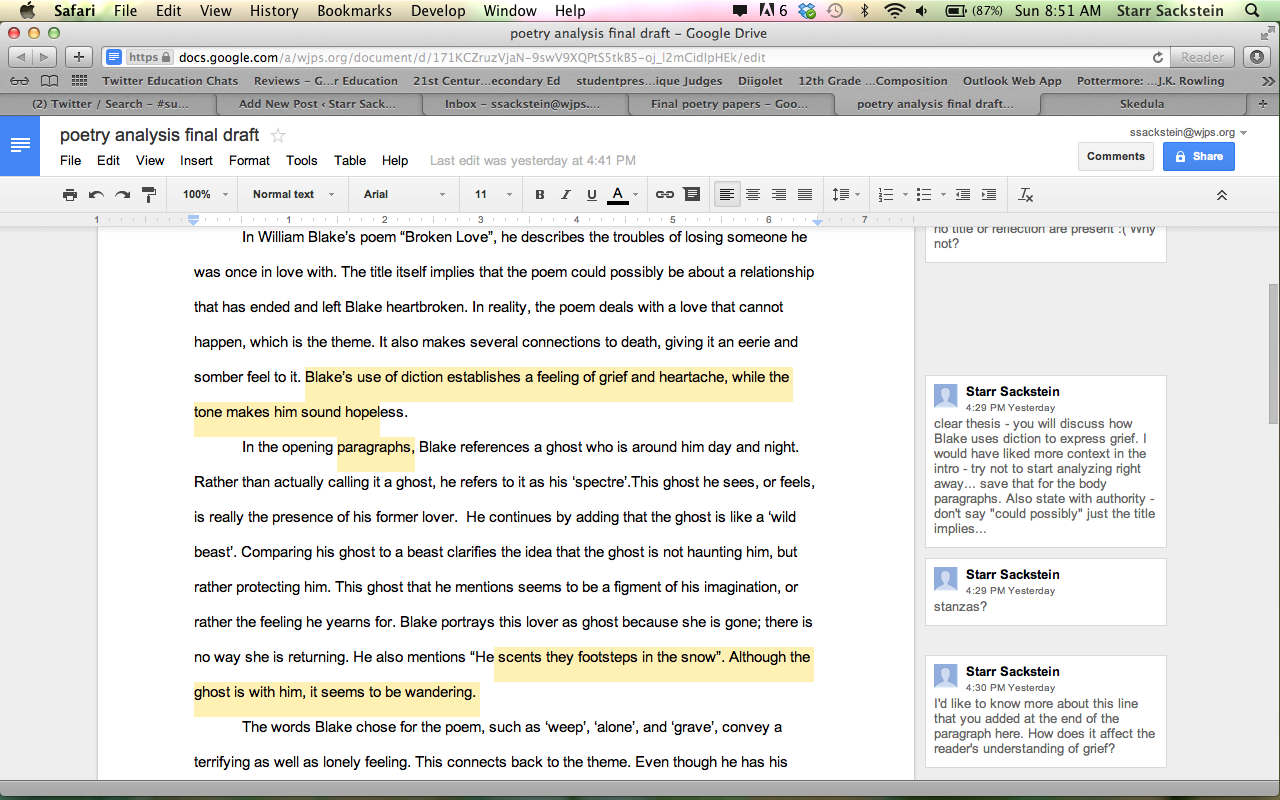 Safari File Edit View History Bookmarks Develop Window Help 6 (87%) Sun 8:51 AM Starr Sackstein
poetry analysis final draft – Google Drive
https docs.google.com/a/wjps.org/document/d/171KCZruzVjaN-9swV9XQPtS5tkB5-oj_l2mCidlpHEk/edit Reader
Twitter Education Chats Reviews – G...r Education 21st Centur...econdary Ed studentpres...ique Judges Diigolet 12th Grade ...Composition Outlook Web App Pottermore: ...J.K. Rowling
(2) Twitter / Search – #su... Add New Post ‹ Starr Sack... Inbox – ssackstein@wjps.... Final poetry papers – Goo... poetry analysis final draft... Skedula
poetry analysis final draft
ssackstein@wjps.org
File Edit View Insert Format Tools Table Help Last edit was yesterday at 4:41 PM
Comments Share
100% Normal text Arial 11 B I U A
1 1 2 3 4 5 6 7
In William Blake’s poem “Broken Love”, he describes the troubles of losing someone he
was once in love with. The title itself implies that the poem could possibly be about a relationship
that has ended and left Blake heartbroken. In reality, the poem deals with a love that cannot
happen, which is the theme. It also makes several connections to death, giving it an eerie and
somber feel to it. Blake’s use of diction establishes a feeling of grief and heartache, while the
tone makes him sound hopeless.
In the opening paragraphs, Blake references a ghost who is around him day and night.
Rather than actually calling it a ghost, he refers to it as his ‘spectre’.This ghost he sees, or feels,
is really the presence of his former lover.  He continues by adding that the ghost is like a ‘wild
beast’. Comparing his ghost to a beast clarifies the idea that the ghost is not haunting him, but
rather protecting him. This ghost that he mentions seems to be a figment of his imagination, or
rather the feeling he yearns for. Blake portrays this lover as ghost because she is gone; there is
no way she is returning. He also mentions “He scents they footsteps in the snow”. Although the
ghost is with him, it seems to be wandering.
The words Blake chose for the poem, such as ‘weep’, ‘alone’, and ‘grave’, convey a
terrifying as well as lonely feeling. This connects back to the theme. Even though he has his
no title or reflection are present :( Why
not?
Starr Sackstein
4:29 PM Yesterday
clear thesis - you will discuss how
Blake uses diction to express grief. I
would have liked more context in the
intro - try not to start analyzing right
away... save that for the body
paragraphs. Also state with authority -
don't say "could possibly" just the title
implies...
Starr Sackstein
4:29 PM Yesterday
stanzas?
Starr Sackstein
4:30 PM Yesterday
I'd like to know more about this line
that you added at the end of the
paragraph here. How does it affect the
reader's understanding of grief?